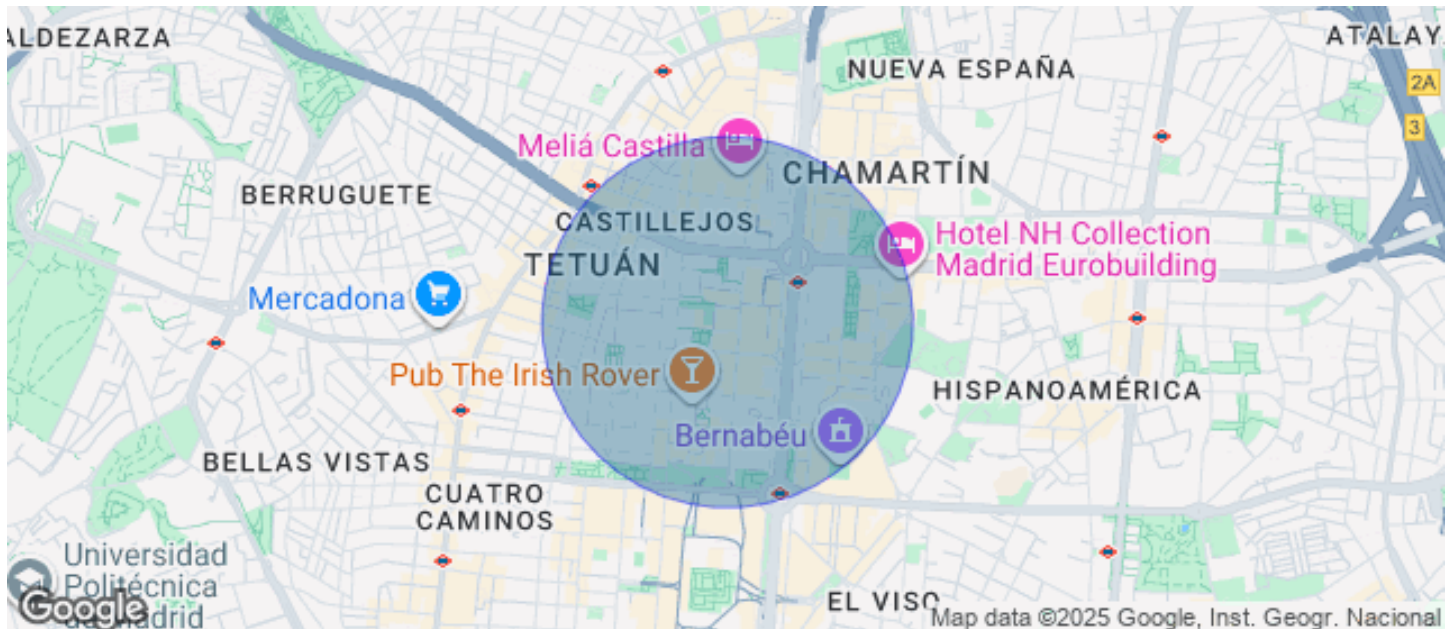 ALDEZARZA
ATALAY
NUEVA ESPAÑA
2A
3
Meliá Castilla
CHAMARTÍN
BERRUGUETE
CASTILLEJOS
Hotel NH Collection
Madrid Eurobuilding
TETUÁN
Mercadona
Pub The Irish Rover
HISPANOAMÉRICA
Bernabéu
BELLAS VISTAS
CUATRO
CAMINOS
Universidad
Politécnica
de Madrid
Google
EL VISO
Map data ©2025 Google, Inst. Geogr. Nacional